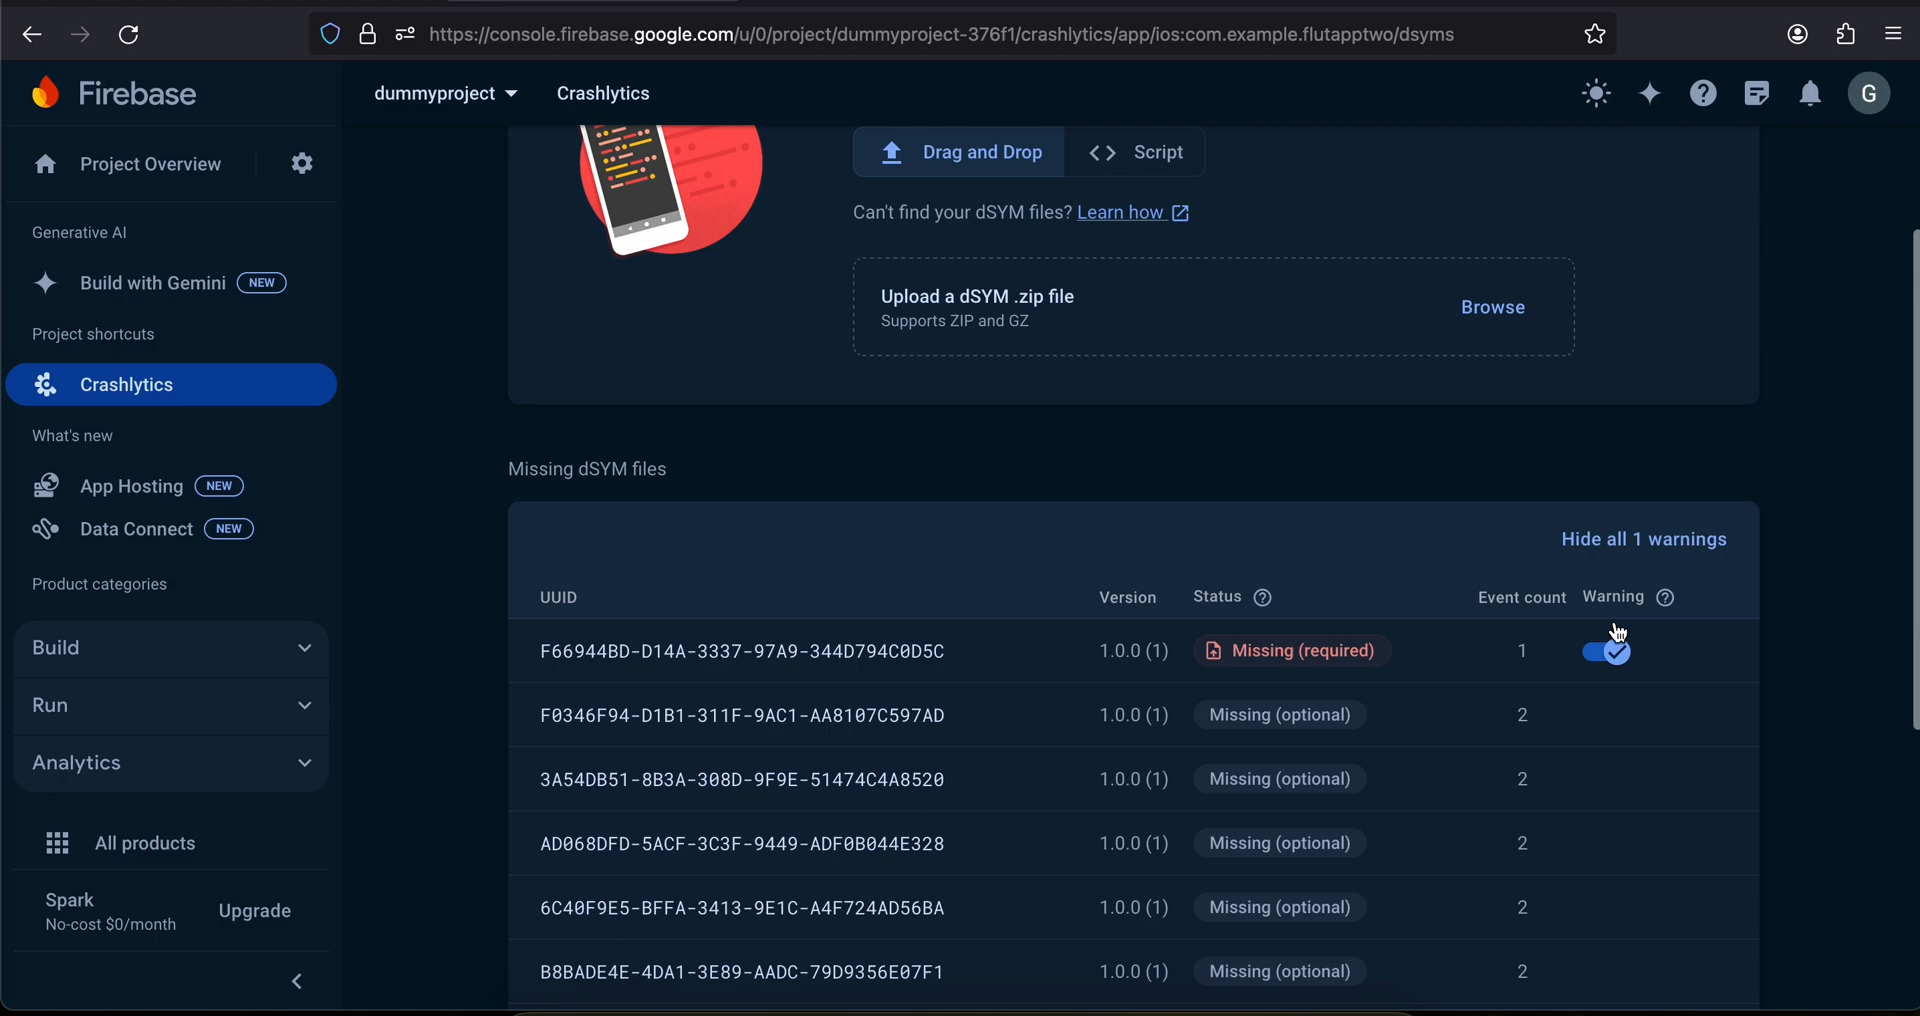 https://console.firebase.google.com/u/0/project/dummyproject-376f1/crashlytics/app/ios:com.example.flutapptwo/dsyms
Firebase
dummyproject
Crashlytics
G
Project Overview
Generative AI
Build with Gemini NEW
Project shortcuts
Crashlytics
What's new
App Hosting NEW
Data Connect NEW
Product categories
Build
Run
Analytics
All products
Spark
No-cost $0/month
Upgrade
Drag and Drop
Script
Can't find your dSYM files? Learn how
Upload a dSYM .zip file
Supports ZIP and GZ
Browse
Missing dSYM files
Hide all 1 warnings
UUID Version Status Event count Warning
F66944BD-D14A-3337-97A9-344D794C0D5C 1.0.0 (1) Missing (required) 1
F0346F94-D1B1-311F-9AC1-AA8107C597AD 1.0.0 (1) Missing (optional) 2
3A54DB51-8B3A-308D-9F9E-51474C4A8520 1.0.0 (1) Missing (optional) 2
AD068DFD-5ACF-3C3F-9449-ADF0B044E328 1.0.0 (1) Missing (optional) 2
6C40F9E5-BFFA-3413-9E1C-A4F724AD56BA 1.0.0 (1) Missing (optional) 2
B8BADE4E-4DA1-3E89-AADC-79D9356E07F1 1.0.0 (1) Missing (optional) 2